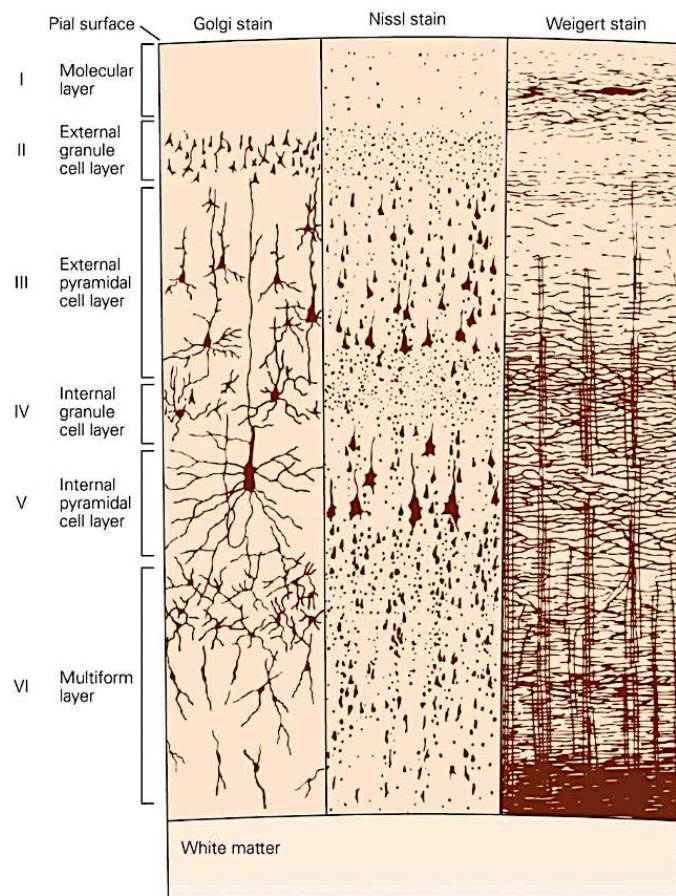 Pial surface
Golgi stain
Nissl stain
Weigert stain
I
Molecular
layer
II
External
granule
cell layer
III
External
pyramidal
cell layer
IV
Internal
granule
cell layer
V
Internal
pyramidal
cell layer
VI
Multiform
layer
White matter